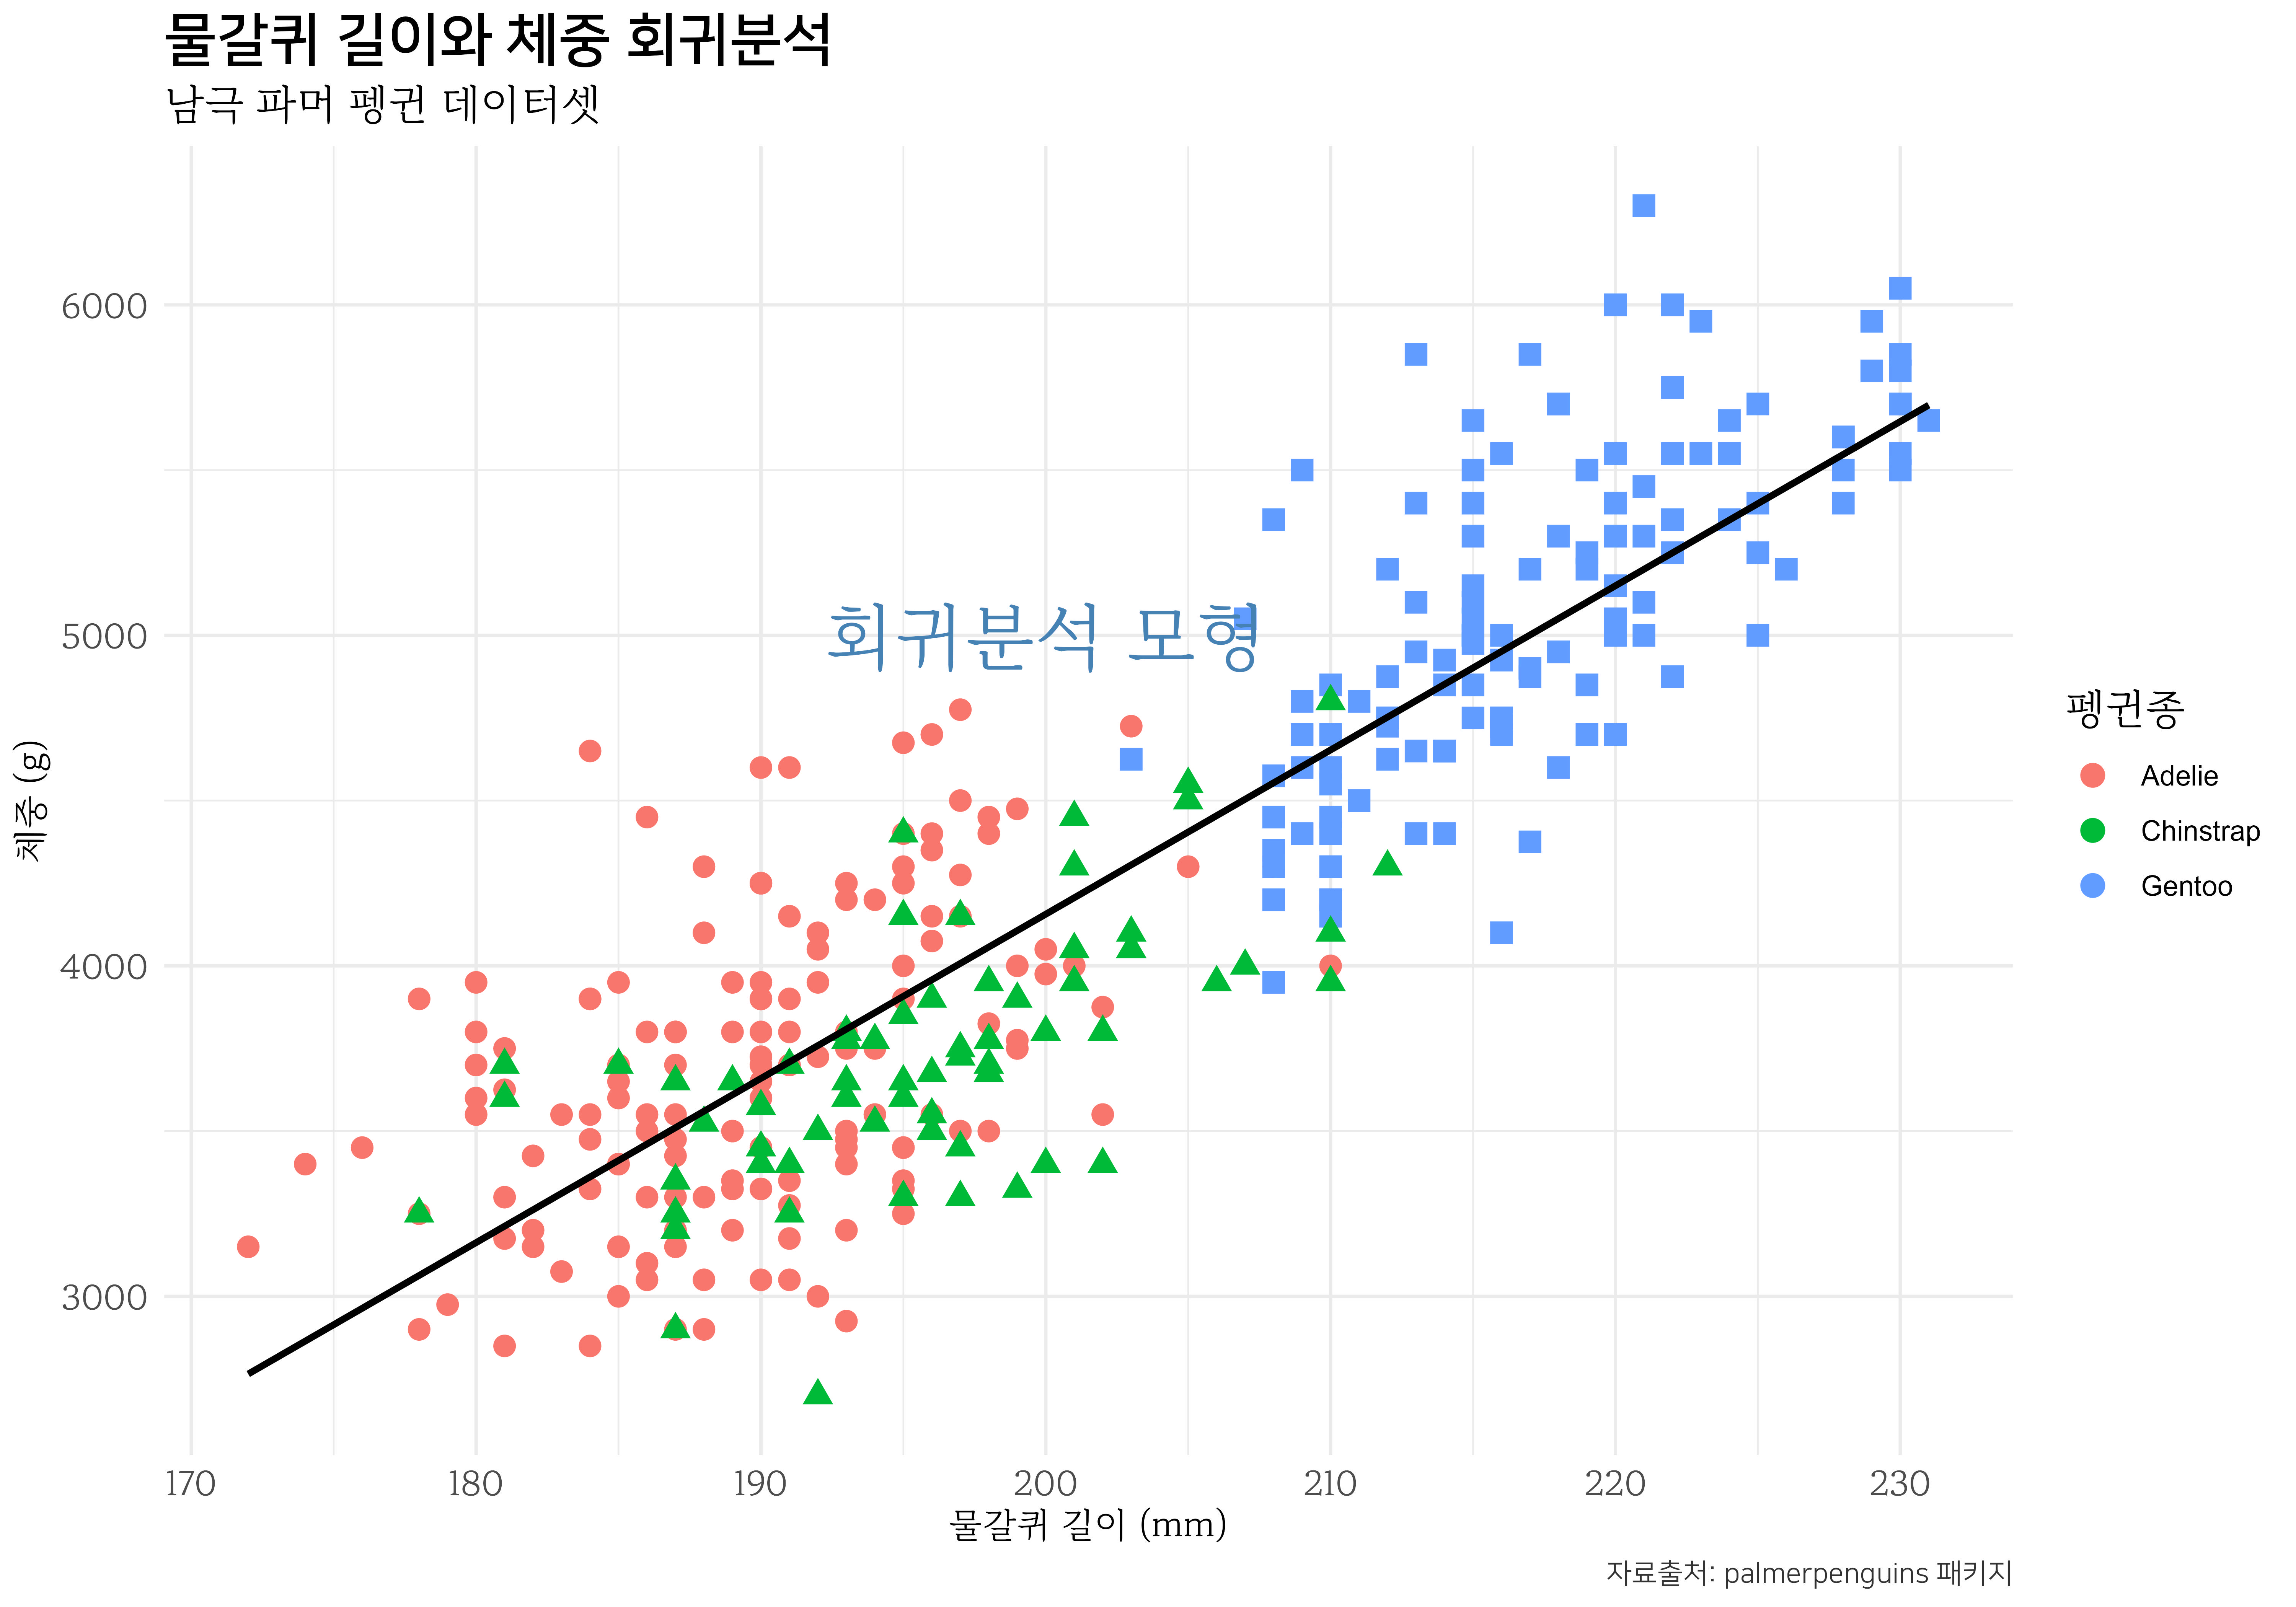 물갈퀴 길이와 체중 회귀분석
남극 파머 펭귄 데이터셋
6000
5000
4000
3000
체중 (g)
회귀분석 모형
펭귄종
Adelie
Chinstrap
Gentoo
170 180 190 200 210 220 230
물갈퀴 길이 (mm)
자료출처: palmerpenguins 패키지